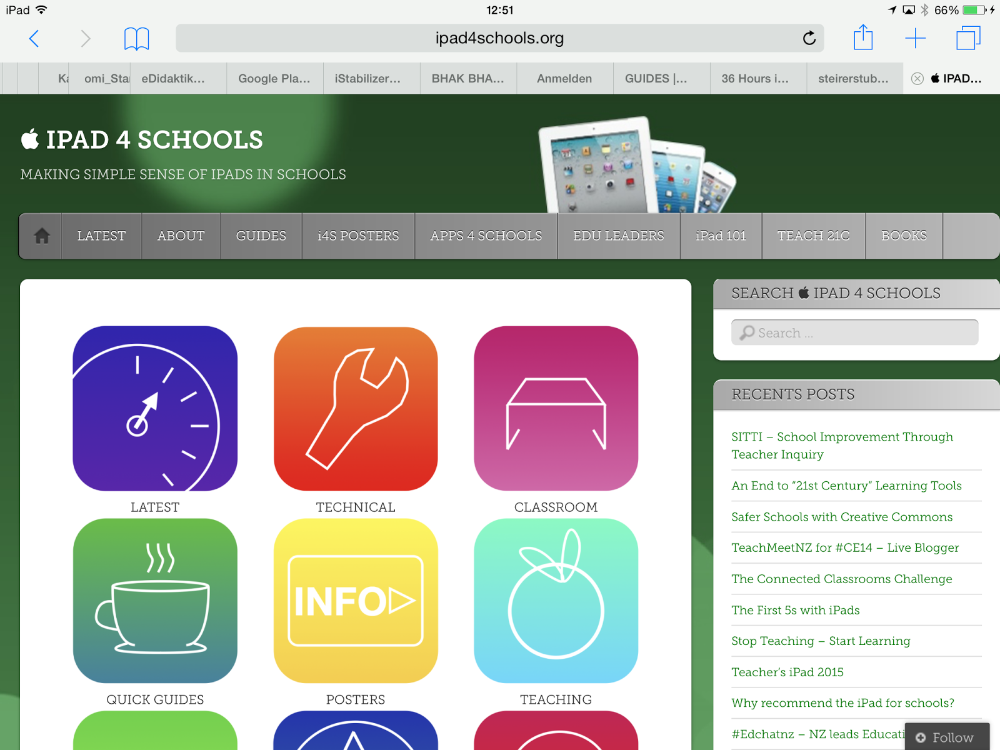 iPad 12:51 66%
ipad4schools.org
omi_Sta eDidaktik... Google Pla... iStabilizer... BHAK BHA... Anmelden GUIDES |... 36 Hours i... steirerstub... IPAD...
IPAD 4 SCHOOLS
MAKING SIMPLE SENSE OF IPADS IN SCHOOLS
LATEST ABOUT GUIDES i4S POSTERS APPS 4 SCHOOLS EDU LEADERS iPad 101 TEACH 21C BOOKS
LATEST TECHNICAL CLASSROOM
INFO
QUICK GUIDES POSTERS TEACHING
SEARCH IPAD 4 SCHOOLS
Search ...
RECENTS POSTS
SITTI – School Improvement Through
Teacher Inquiry
An End to “21st Century” Learning Tools
Safer Schools with Creative Commons
TeachMeetNZ for #CE14 – Live Blogger
The Connected Classrooms Challenge
The First 5s with iPads
Stop Teaching – Start Learning
Teacher’s iPad 2015
Why recommend the iPad for schools?
#Edchatnz – NZ leads Educati
Follow